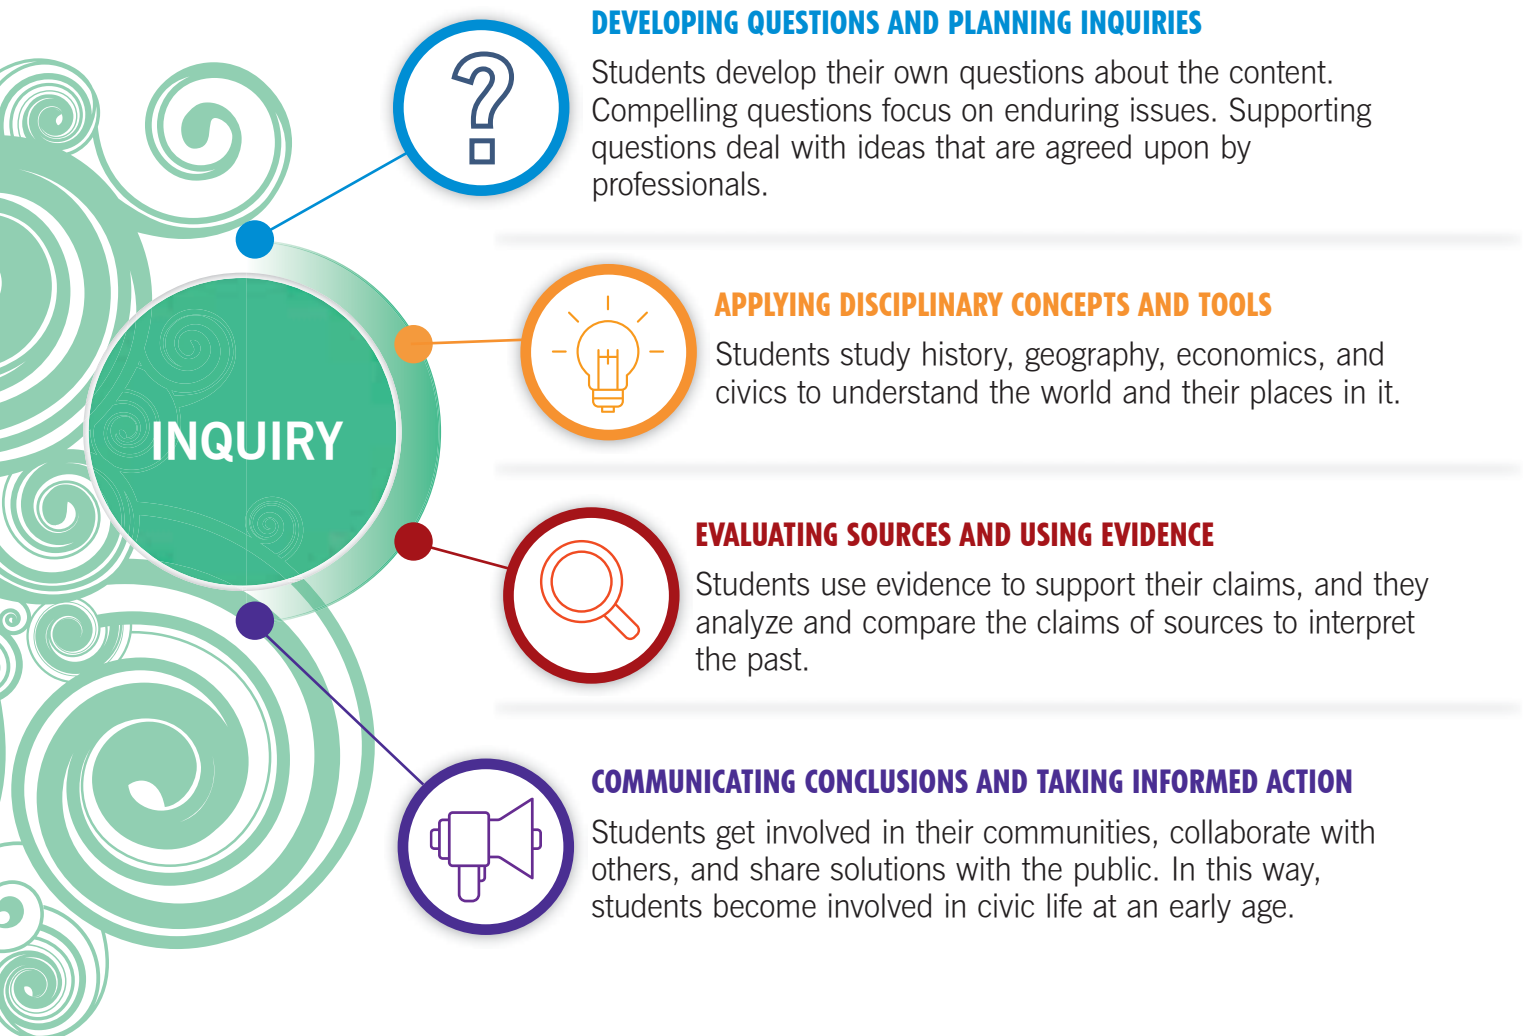 DEVELOPING QUESTIONS AND PLANNING INQUIRIES
Students develop their own questions about the content.
Compelling questions focus on enduring issues. Supporting
questions deal with ideas that are agreed upon by
professionals.
APPLYING DISCIPLINARY CONCEPTS AND TOOLS
Students study history, geography, economics, and
civics to understand the world and their places in it.
INQUIRY
EVALUATING SOURCES AND USING EVIDENCE
Students use evidence to support their claims, and they
analyze and compare the claims of sources to interpret
the past.
COMMUNICATING CONCLUSIONS AND TAKING INFORMED ACTION
Students get involved in their communities, collaborate with
others, and share solutions with the public. In this way,
students become involved in civic life at an early age.